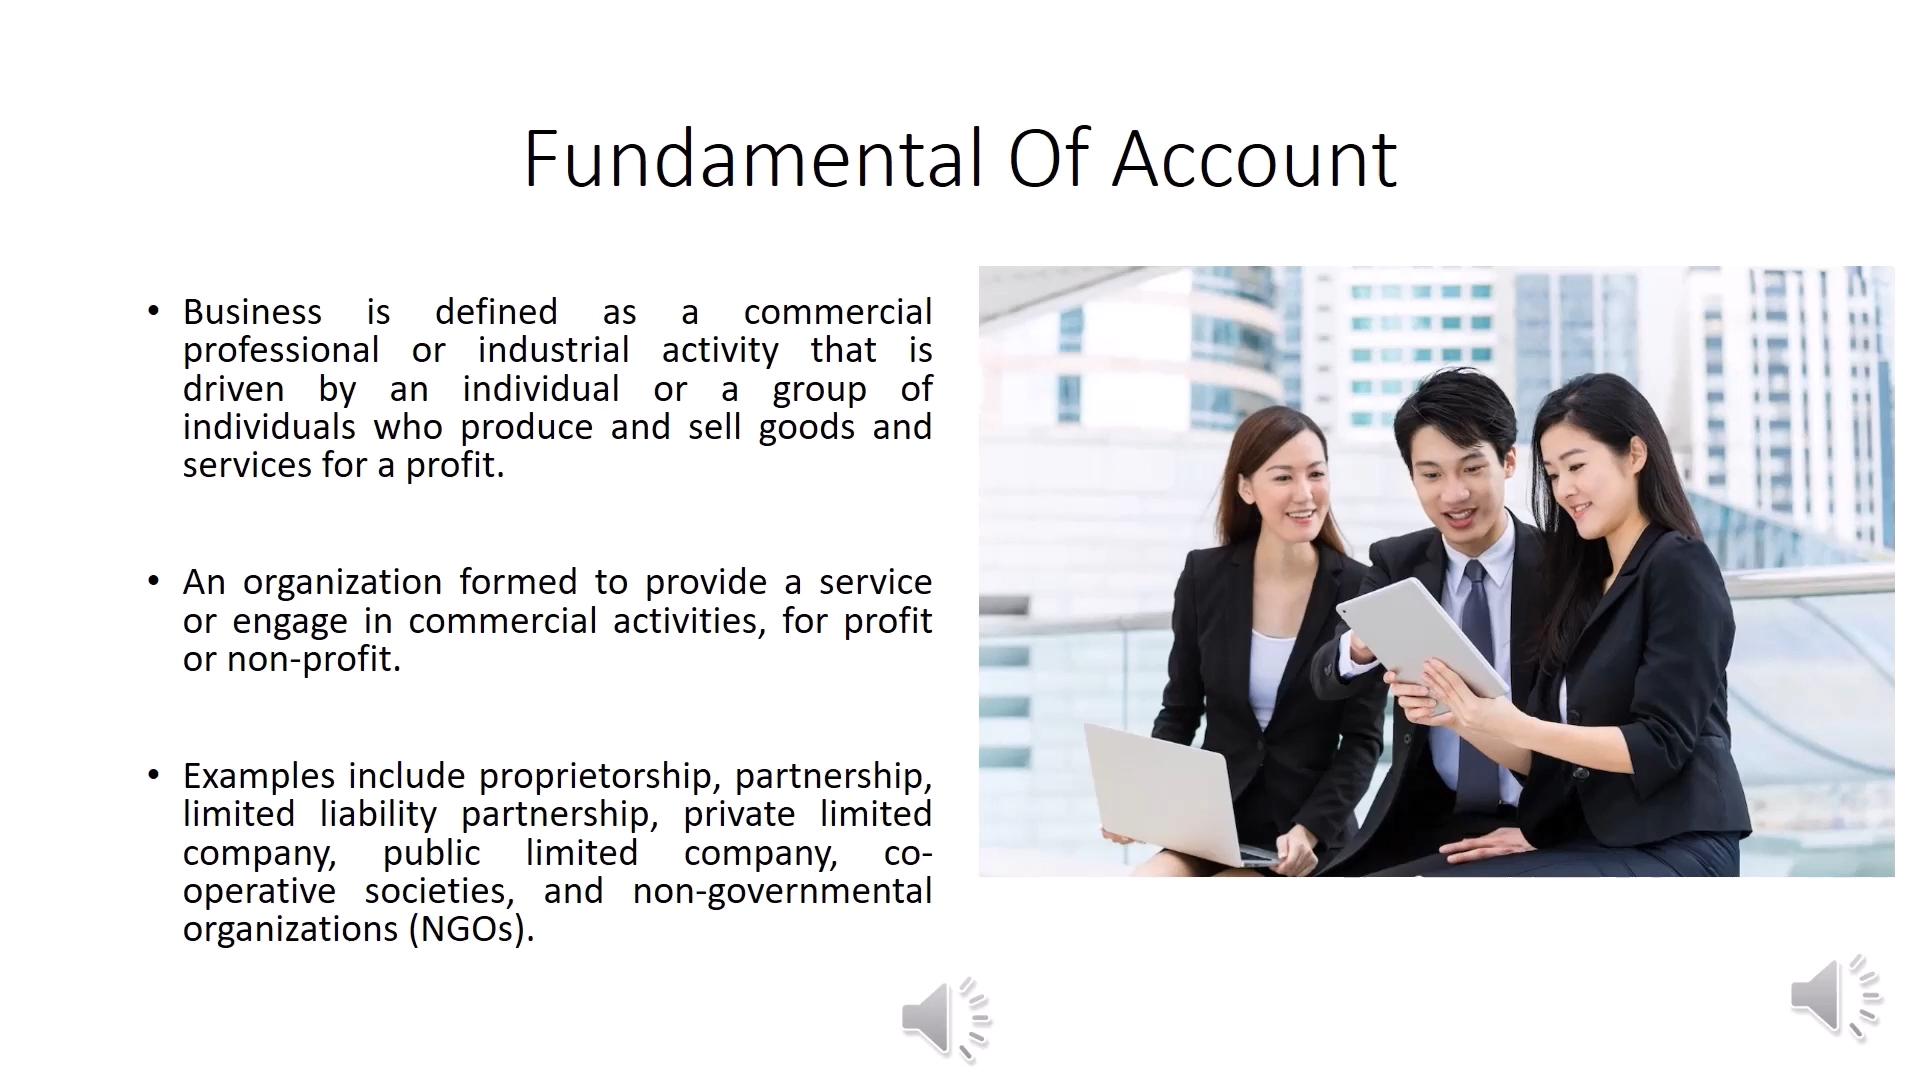 Fundamental Of Account
• Business is defined as a commercial
professional or industrial activity that is
driven by an individual or a group of
individuals who produce and sell goods and
services for a profit.
• An organization formed to provide a service
or engage in commercial activities, for profit
or non-profit.
• Examples include proprietorship, partnership,
limited liability partnership, private limited
company, public limited company, co-
operative societies, and non-governmental
organizations (NGOs).